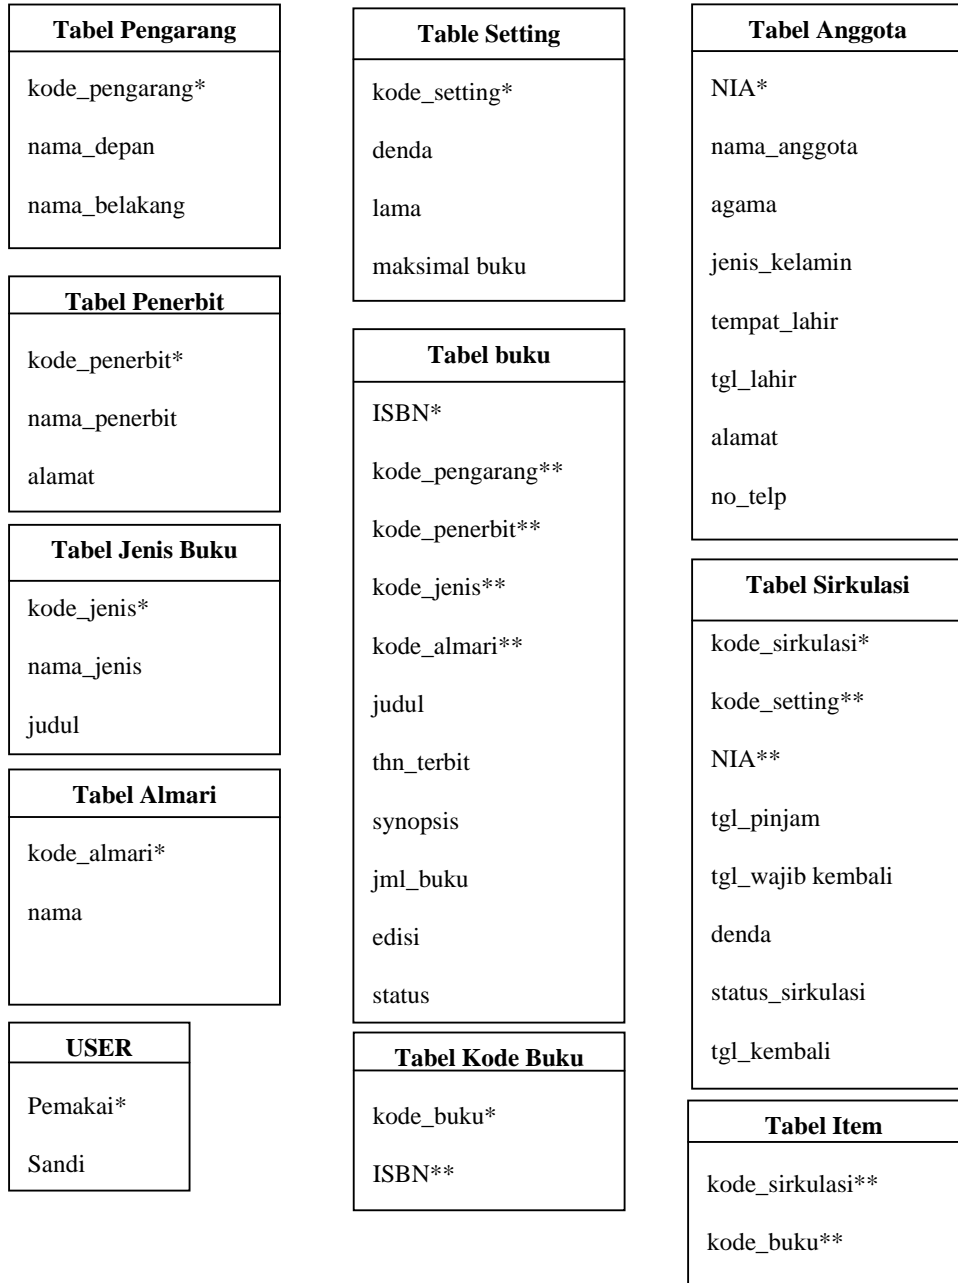 Tabel Pengarang
kode_pengarang*
nama_depan
nama_belakang
Tabel Penerbit
kode_penerbit*
nama_penerbit
alamat
Tabel Jenis Buku
kode_jenis*
nama_jenis
judul
Tabel Almari
kode_almari*
nama
USER
Pemakai*
Sandi
Table Setting
kode_setting*
denda
lama
maksimal buku
Tabel buku
ISBN*
kode_pengarang**
kode_penerbit**
kode_jenis**
kode_almari**
judul
thn_terbit
synopsis
jml_buku
edisi
status
Tabel Kode Buku
kode_buku*
ISBN**
Tabel Anggota
NIA*
nama_anggota
agama
jenis_kelamin
tempat_lahir
tgl_lahir
alamat
no_telp
Tabel Sirkulasi
kode_sirkulasi*
kode_setting**
NIA**
tgl_pinjam
tgl_wajib kembali
denda
status_sirkulasi
tgl_kembali
Tabel Item
kode_sirkulasi**
kode_buku**